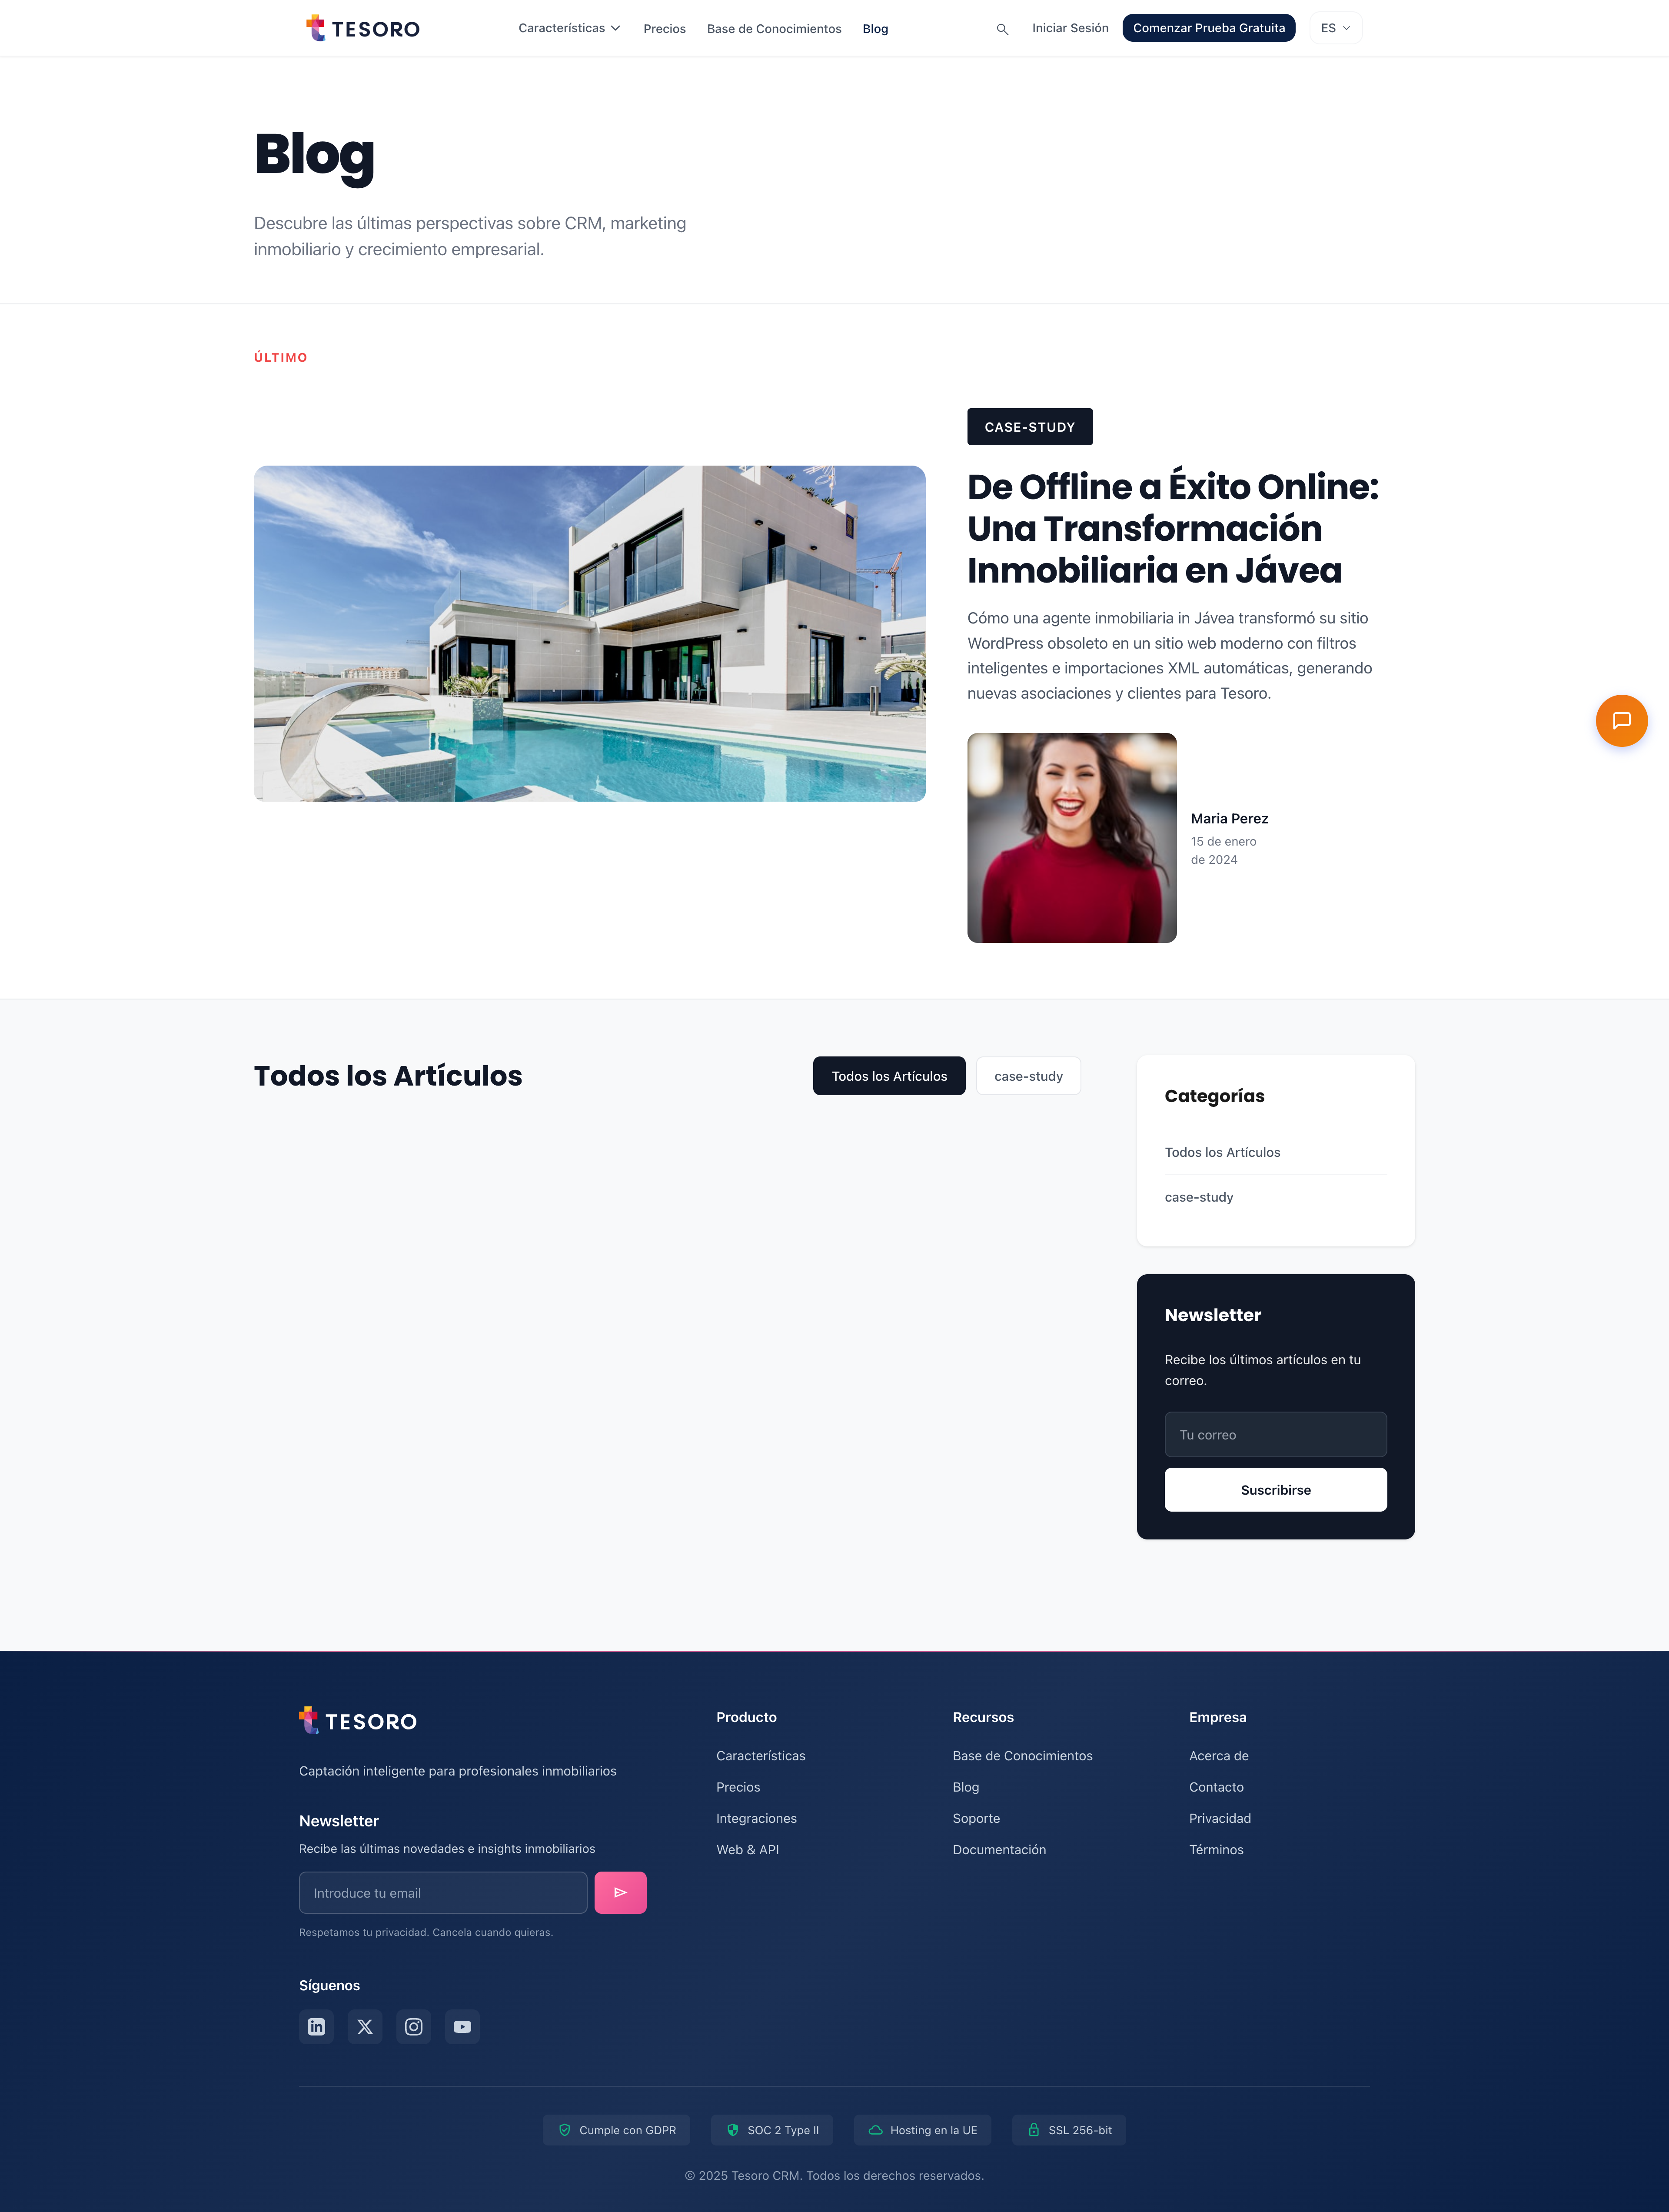 TESORO
Características
Precios
Base de Conocimientos
Blog
Iniciar Sesión
Comenzar Prueba Gratuita
ES
Blog
Descubre las últimas perspectivas sobre CRM, marketing
inmobiliario y crecimiento empresarial.
ÚLTIMO
CASE-STUDY
De Offline a Éxito Online:
Una Transformación
Inmobiliaria en Jávea
Cómo una agente inmobiliaria in Jávea transformó su sitio
WordPress obsoleto en un sitio web moderno con filtros
inteligentes e importaciones XML automáticas, generando
nuevas asociaciones y clientes para Tesoro.
Maria Perez
15 de enero
de 2024
Todos los Artículos
Todos los Artículos
case-study
Categorías
Todos los Artículos
case-study
Newsletter
Recibe los últimos artículos en tu
correo.
Tu correo
Suscribirse
TESORO
Captación inteligente para profesionales inmobiliarios
Newsletter
Recibe las últimas novedades e insights inmobiliarios
Introduce tu email
Respetamos tu privacidad. Cancela cuando quieras.
Síguenos
Producto
Características
Precios
Integraciones
Web & API
Recursos
Base de Conocimientos
Blog
Soporte
Documentación
Empresa
Acerca de
Contacto
Privacidad
Términos
Cumple con GDPR
SOC 2 Type II
Hosting en la UE
SSL 256-bit
© 2025 Tesoro CRM. Todos los derechos reservados.